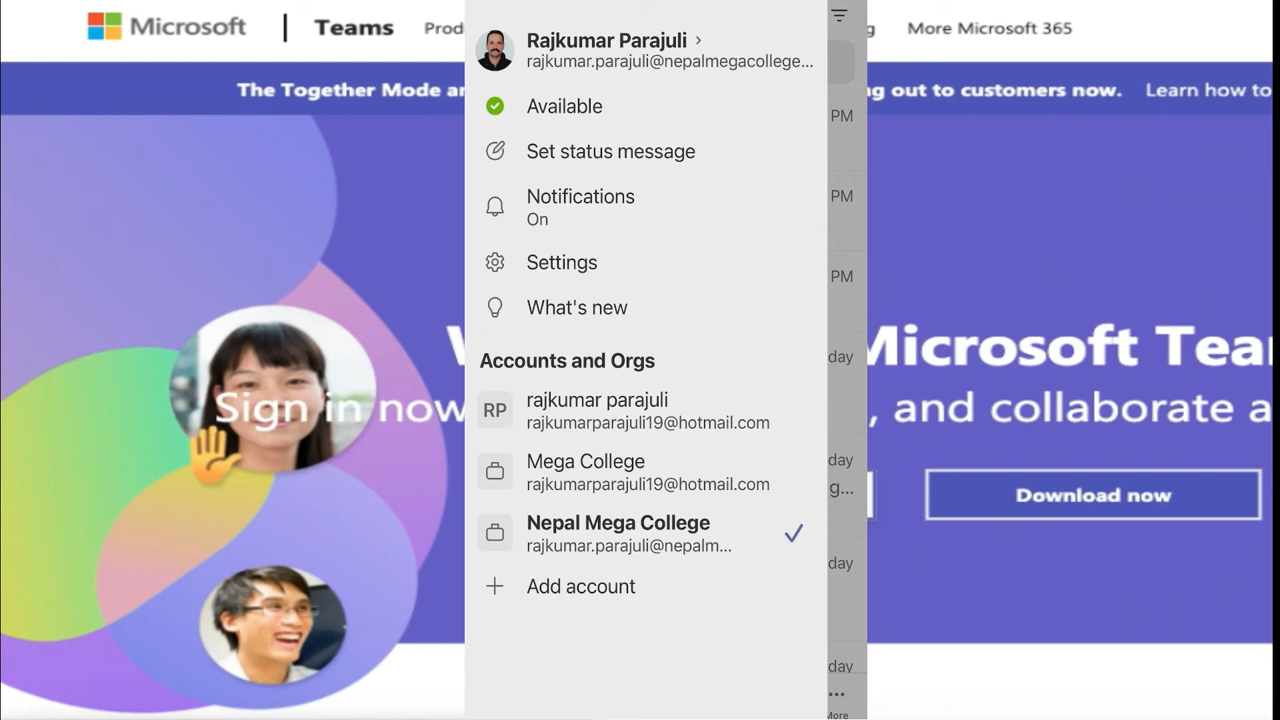 Microsoft | Teams
Prod
g
More Microsoft 365
The Together Mode ar
ng out to customers now. Learn how to
Rajkumar Parajuli
rajkumar.parajuli@nepalmegacollege...
Available
Set status message
Notifications
On
Settings
What's new
Accounts and Orgs
RP
rajkumar parajuli
rajkumarparajuli19@hotmail.com
Mega College
rajkumarparajuli19@hotmail.com
Nepal Mega College
rajkumar.parajuli@nepalm...
Add account
PM
PM
PM
day
day
g...
day
day
More
W
Microsoft Tea
Sign in now
, and collaborate a
Download now